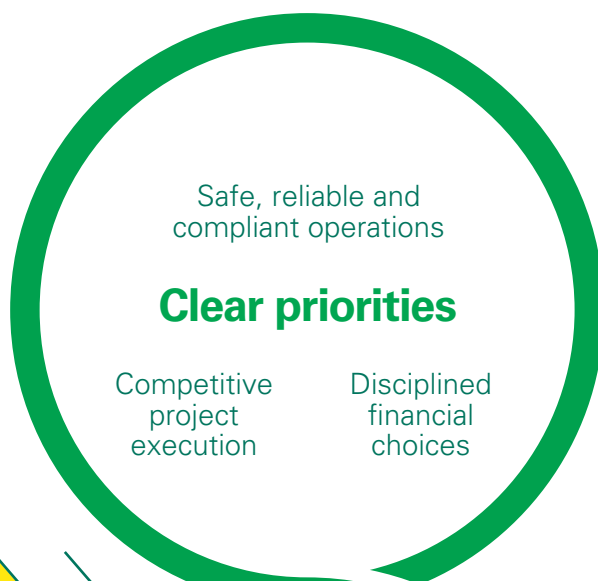 Safe, reliable and
compliant operations
Clear priorities
Competitive
project
execution
Disciplined
financial
choices